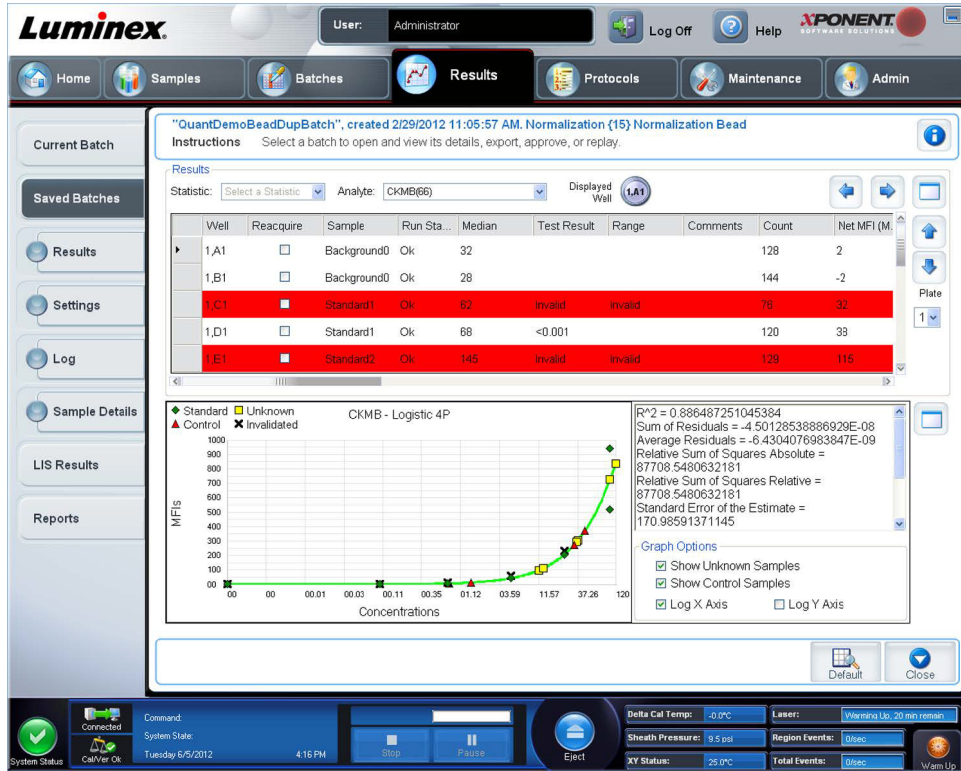 Luminex.
User: Administrator
Log Off
Help
XPONENT.
SOFTWARE SOLUTIONS
Home
Samples
Batches
Results
Protocols
Maintenance
Admin
Current Batch
Saved Batches
Results
Settings
Log
Sample Details
LIS Results
Reports
"QuantDemoBeadDupBatch", created 2/29/2012 11:05:57 AM. Normalization {15} Normalization Bead
Instructions Select a batch to open and view its details, export, approve, or replay.
Results
Statistic: Select a Statistic Analyte: CKMB(66) Displayed Well 1,A1
Well Reacquire Sample Run Sta... Median Test Result Range Comments Count Net MFI (M.
1,A1 Background0 Ok 32 128 2
1,B1 Background0 Ok 28 144 -2
1,C1 Standard1 Ok 62 Invalid Invalid 76 32
1,D1 Standard1 Ok 68 <0.001 120 38
1,E1 Standard2 Ok 145 Invalid Invalid 129 115
Plate
1
Standard Unknown
Control Invalidated
CKMB - Logistic 4P
MFIs
1000
900
800
700
600
500
400
300
200
100
00
00 00 00.01 00.03 00.11 00.35 01.12 03.59 11.57 37.26 120
Concentrations
R^2 = 0.886487251045384
Sum of Residuals = -4.50128538886929E-08
Average Residuals = -6.4304076983847E-09
Relative Sum of Squares Absolute =
87708.5480632181
Relative Sum of Squares Relative =
87708.5480632181
Standard Error of the Estimate =
170.98591371145
Graph Options
Show Unknown Samples
Show Control Samples
Log X Axis Log Y Axis
Default
Close
System Status
Connected
Cal/Ver Ok
Command:
System State:
Tuesday 6/5/2012 4:16 PM
Stop
Pause
Eject
Delta Cal Temp: -0.0°C
Sheath Pressure: 9.5 psi
XY Status: 25.0°C
Laser: Warming Up, 20 min remain
Region Events: 0/sec
Total Events: 0/sec
Warm Up